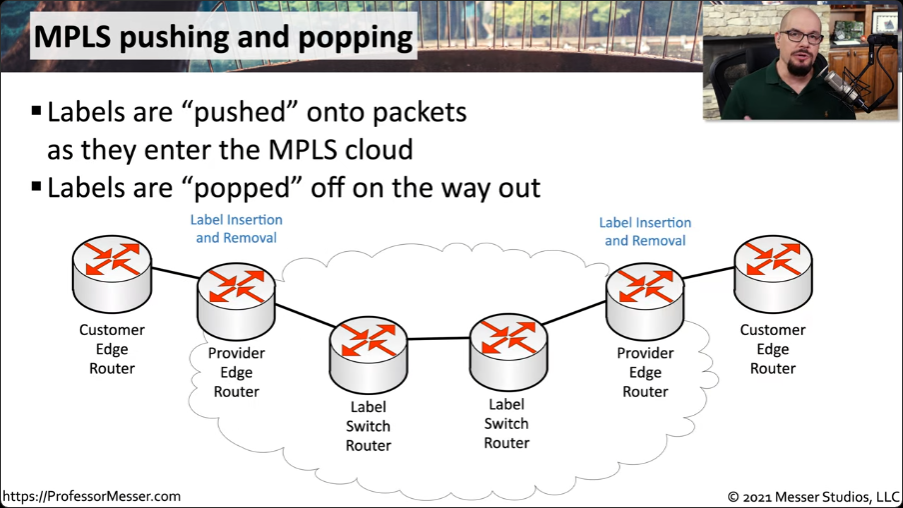 MPLS pushing and popping
▪Labels are “pushed” onto packets
as they enter the MPLS cloud
▪Labels are “popped” off on the way out
Label Insertion
and Removal
Label Insertion
and Removal
Customer
Edge
Router
Provider
Edge
Router
Label
Switch
Router
Label
Switch
Router
Provider
Edge
Router
Customer
Edge
Router
https://ProfessorMesser.com
© 2021 Messer Studios, LLC